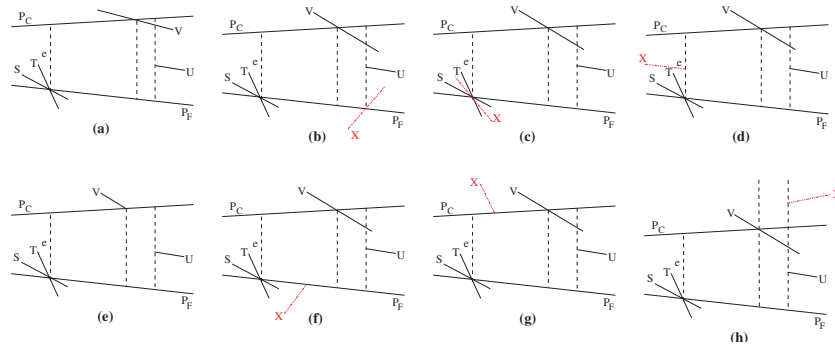 P_C
V
e
T
S
U
P_F
(a)
P_C
V
e
T
S
U
X
P_F
(b)
P_C
V
e
T
S
U
X
P_F
(c)
P_C
V
X
e
T
S
U
P_F
(d)
P_C
V
e
T
S
U
P_F
(e)
P_C
V
e
T
S
U
X
P_F
(f)
X
P_C
V
e
T
S
U
P_F
(g)
P_C
V
e
T
S
U
P_F
(h)